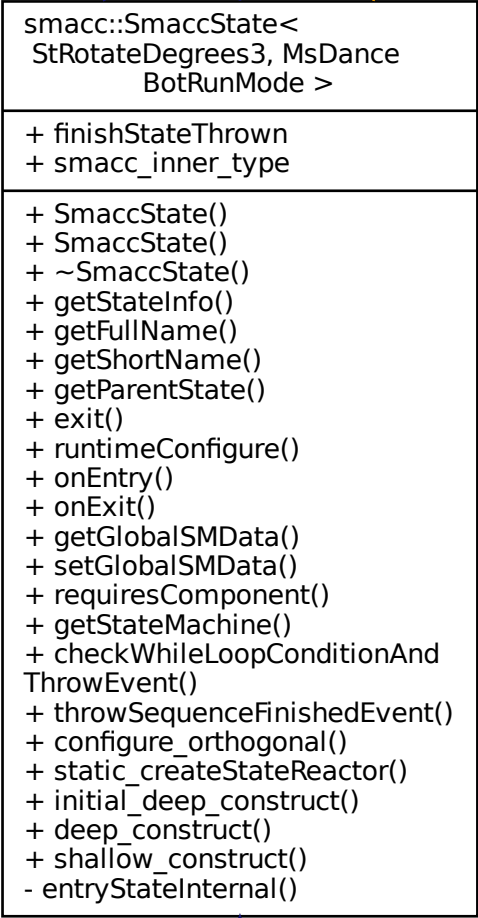 smacc::SmaccState<
StRotateDegrees3, MsDance
BotRunMode >
+ finishStateThrown
+ smacc_inner_type
+ SmaccState()
+ SmaccState()
+ ~SmaccState()
+ getStateInfo()
+ getFullName()
+ getShortName()
+ getParentState()
+ exit()
+ runtimeConfigure()
+ onEntry()
+ onExit()
+ getGlobalSMData()
+ setGlobalSMData()
+ requiresComponent()
+ getStateMachine()
+ checkWhileLoopConditionAnd
ThrowEvent()
+ throwSequenceFinishedEvent()
+ configure_orthogonal()
+ static_createStateReactor()
+ initial_deep_construct()
+ deep_construct()
+ shallow_construct()
- entryStateInternal()